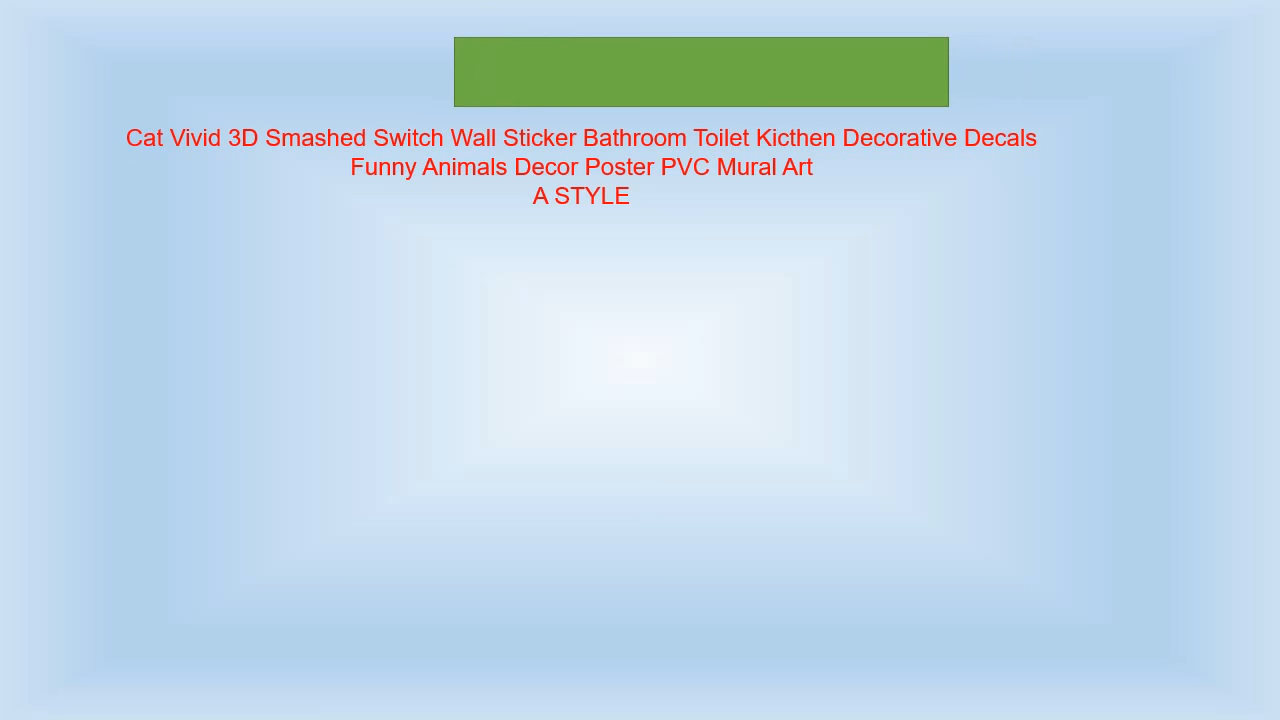 Cat Vivid 3D Smashed Switch Wall Sticker Bathroom Toilet Kicthen Decorative Decals
Funny Animals Decor Poster PVC Mural Art
A STYLE